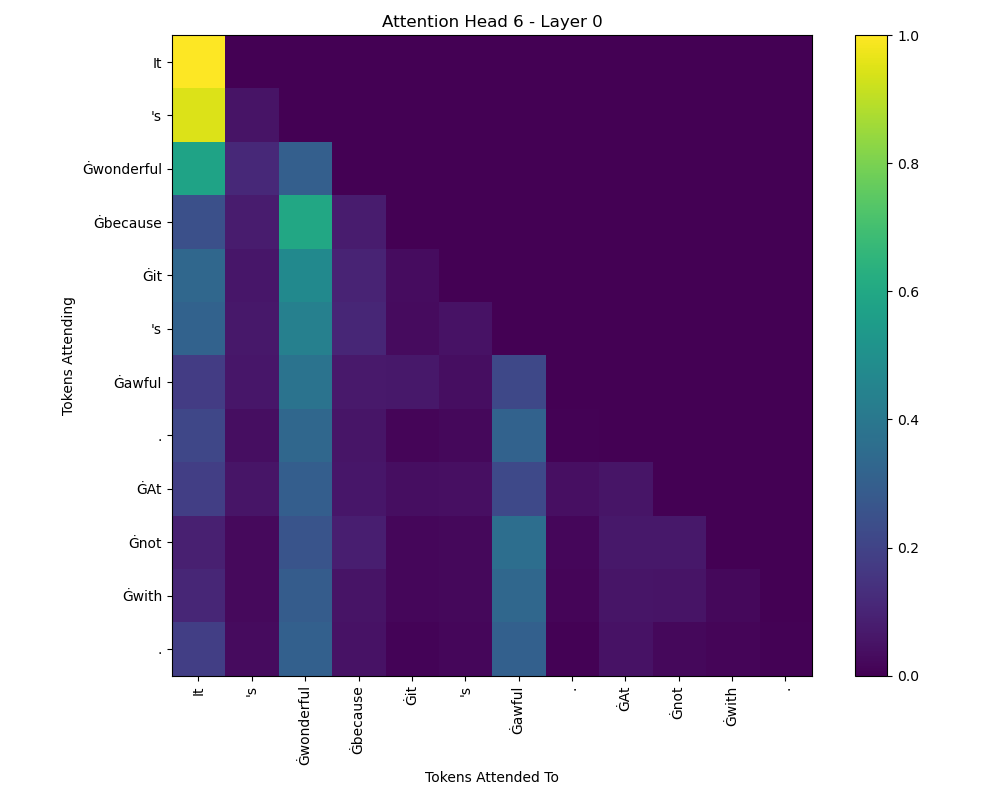 Attention Head 6 - Layer 0
It
's
Ġwonderful
Ġbecause
Ġit
's
Ġawful
.
ĠAt
Ġnot
Ġwith
.
Tokens Attending
It
's
Ġwonderful
Ġbecause
Ġit
's
Ġawful
.
ĠAt
Ġnot
Ġwith
.
Tokens Attended To
1.0
0.8
0.6
0.4
0.2
0.0